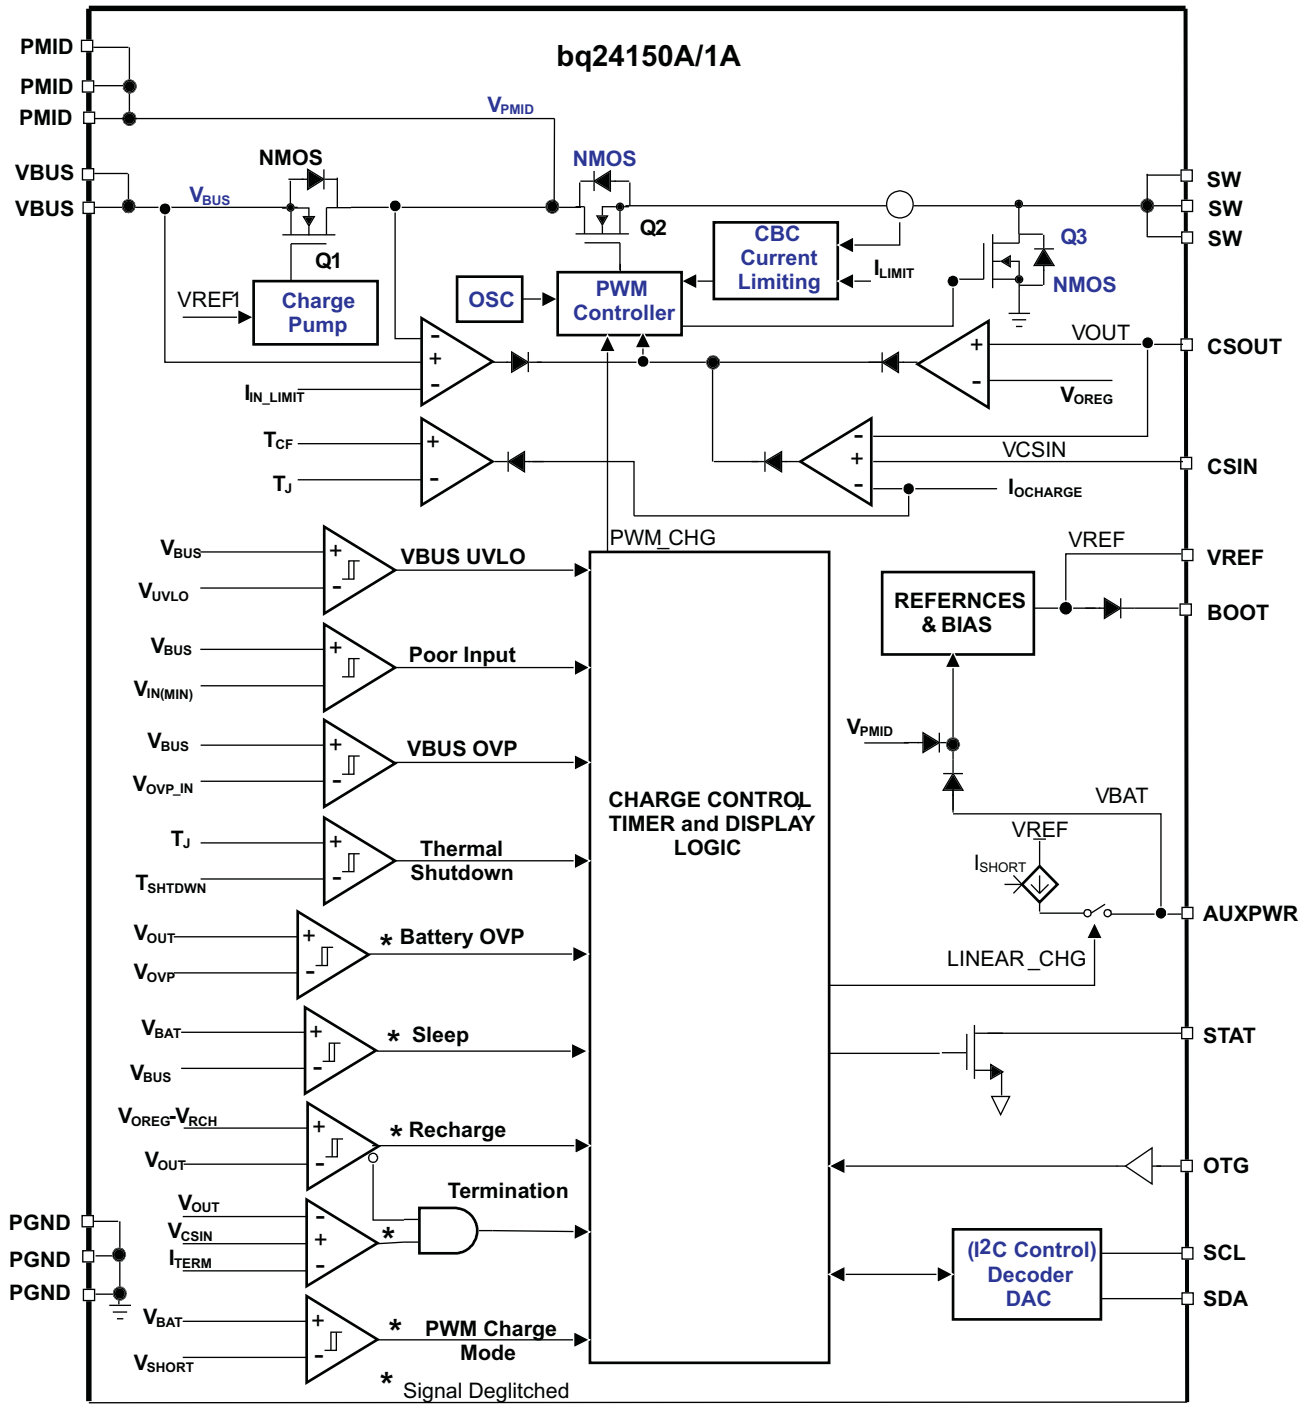 bq24150A/1A
PMID
PMID
PMID
VPMID
VBUS
VBUS
VBUS
NMOS
NMOS
Q1
Q2
SW
SW
SW
CBC
Current
Limiting
ILIMIT
Q3
NMOS
VREF1
Charge
Pump
OSC
PWM
Controller
-
+
-
IIN_LIMIT
VOUT
CSOUT
+
-
VOREG
TCF
TJ
+
-
VCSIN
CSIN
-
+
-
IOCHARGE
PWM_CHG
VBUS
VUVLO
+
-
VBUS UVLO
VREF
VREF
REFERNCES
& BIAS
BOOT
VBUS
VIN(MIN)
+
-
Poor Input
VBUS
VOVP_IN
+
-
VBUS OVP
VPMID
CHARGE CONTROL,
TIMER and DISPLAY
LOGIC
VBAT
VREF
ISHORT
TJ
TSHTDWN
+
-
Thermal
Shutdown
AUXPWR
LINEAR_CHG
VOUT
VOVP
+
-
* Battery OVP
VBAT
VBUS
+
-
* Sleep
STAT
VOREG-VRCH
VOUT
+
-
* Recharge
OTG
Termination
VOUT
VCSIN
ITERM
-
+
-
*
PGND
PGND
PGND
(I2C Control)
Decoder
DAC
SCL
SDA
VBAT
VSHORT
+
-
* PWM Charge
Mode
* Signal Deglitched